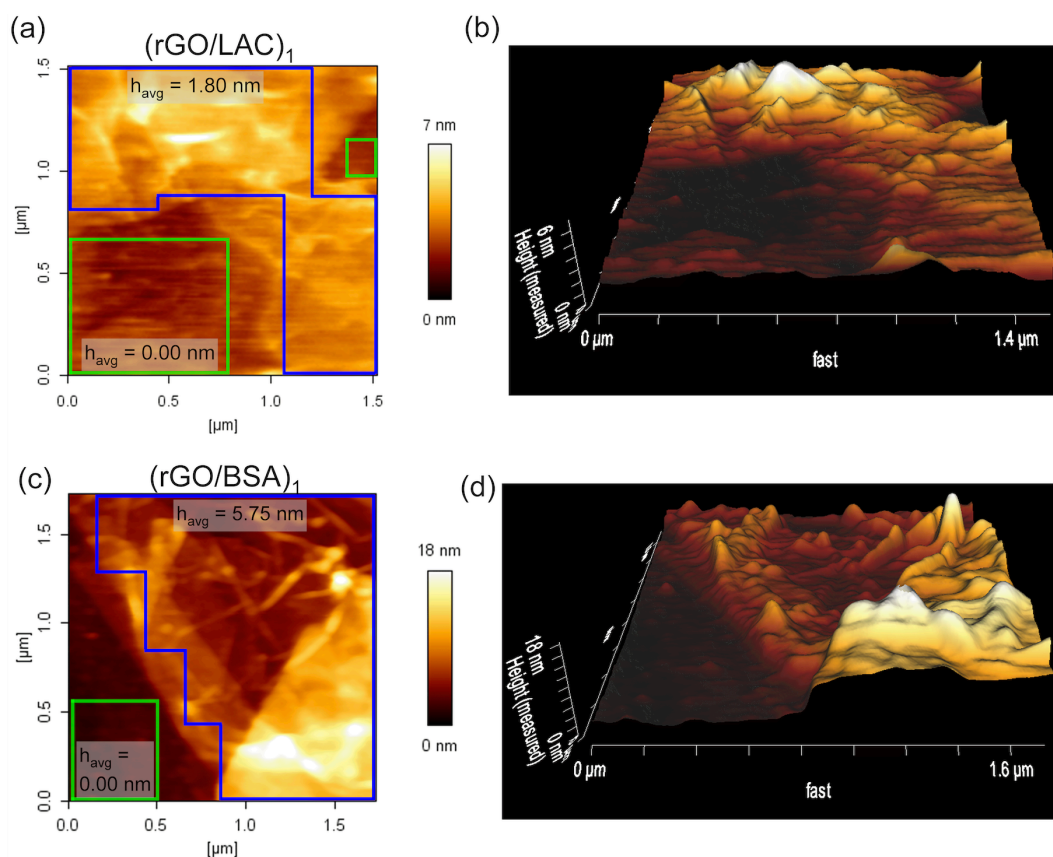 (a)
(rGO/LAC)1
havg = 1.80 nm
havg = 0.00 nm
1.5
1.0
0.5
0.0
[µm]
0.0 0.5 1.0 1.5
[µm]
7 nm
0 nm
(b)
6 nm
0 nm
Height (measured)
0 µm
1.4 µm
fast
(c)
(rGO/BSA)1
havg = 5.75 nm
havg =
0.00 nm
1.5
1.0
0.5
0.0
[µm]
0.0 0.5 1.0 1.5
[µm]
18 nm
0 nm
(d)
18 nm
0 nm
Height (measured)
0 µm
1.6 µm
fast